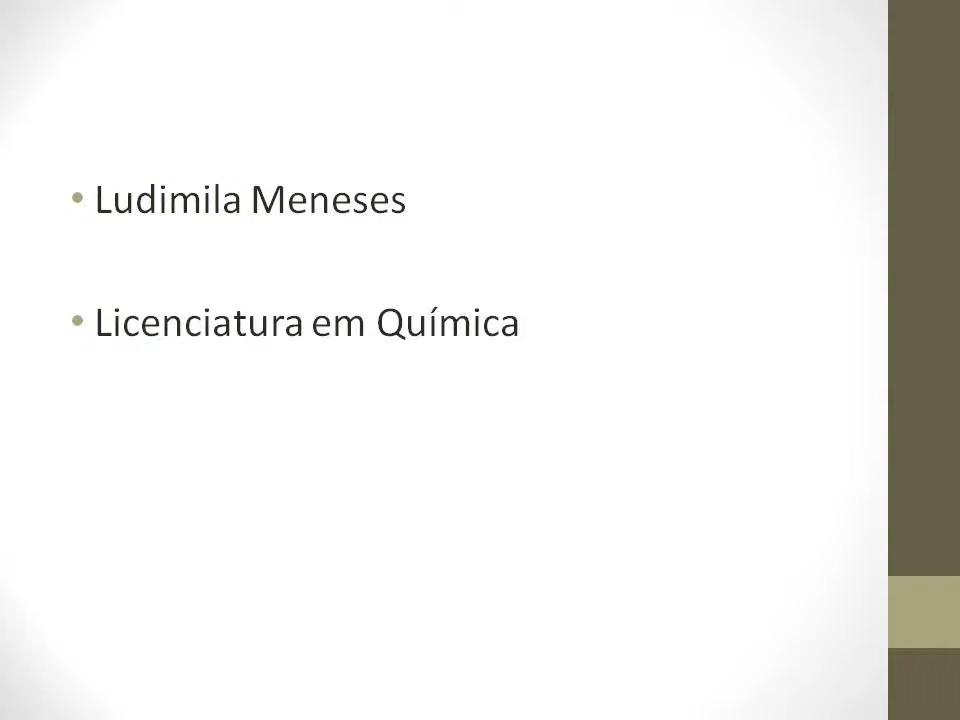 • Ludimila Meneses
• Licenciatura em Química